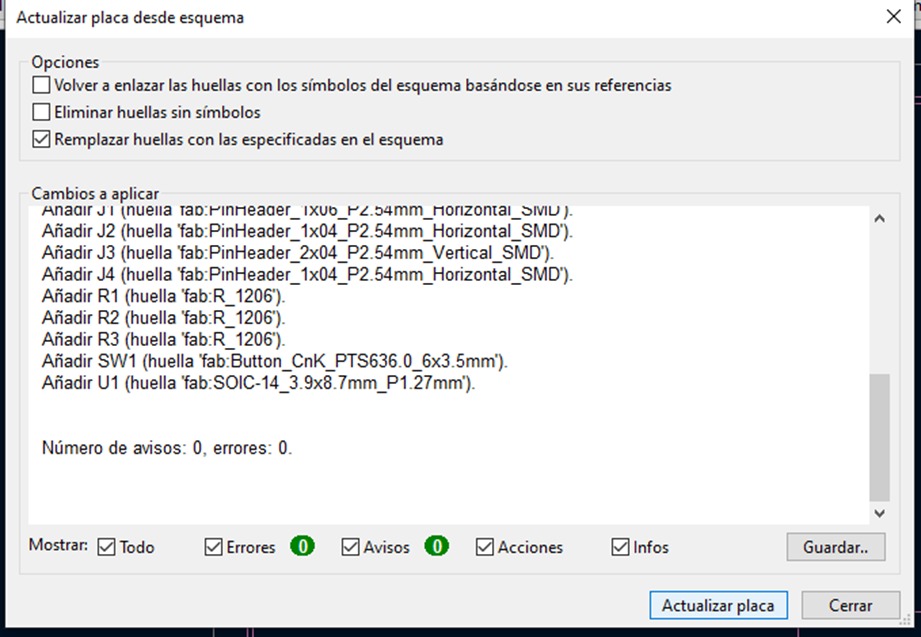 Actualizar placa desde esquema
Opciones
Volver a enlazar las huellas con los símbolos del esquema basándose en sus referencias
Eliminar huellas sin símbolos
Remplazar huellas con las especificadas en el esquema
Cambios a aplicar
Añadir J1 (huella 'fab:PinHeader_1x06_P2.54mm_Horizontal_SMD').
Añadir J2 (huella 'fab:PinHeader_1x04_P2.54mm_Horizontal_SMD').
Añadir J3 (huella 'fab:PinHeader_2x04_P2.54mm_Vertical_SMD').
Añadir J4 (huella 'fab:PinHeader_1x04_P2.54mm_Horizontal_SMD').
Añadir R1 (huella 'fab:R_1206').
Añadir R2 (huella 'fab:R_1206').
Añadir R3 (huella 'fab:R_1206').
Añadir SW1 (huella 'fab:Button_CnK_PTS636.0_6x3.5mm').
Añadir U1 (huella 'fab:SOIC-14_3.9x8.7mm_P1.27mm').
Número de avisos: 0, errores: 0.
Mostrar: Todo Errores 0 Avisos 0 Acciones Infos Guardar..
Actualizar placa Cerrar